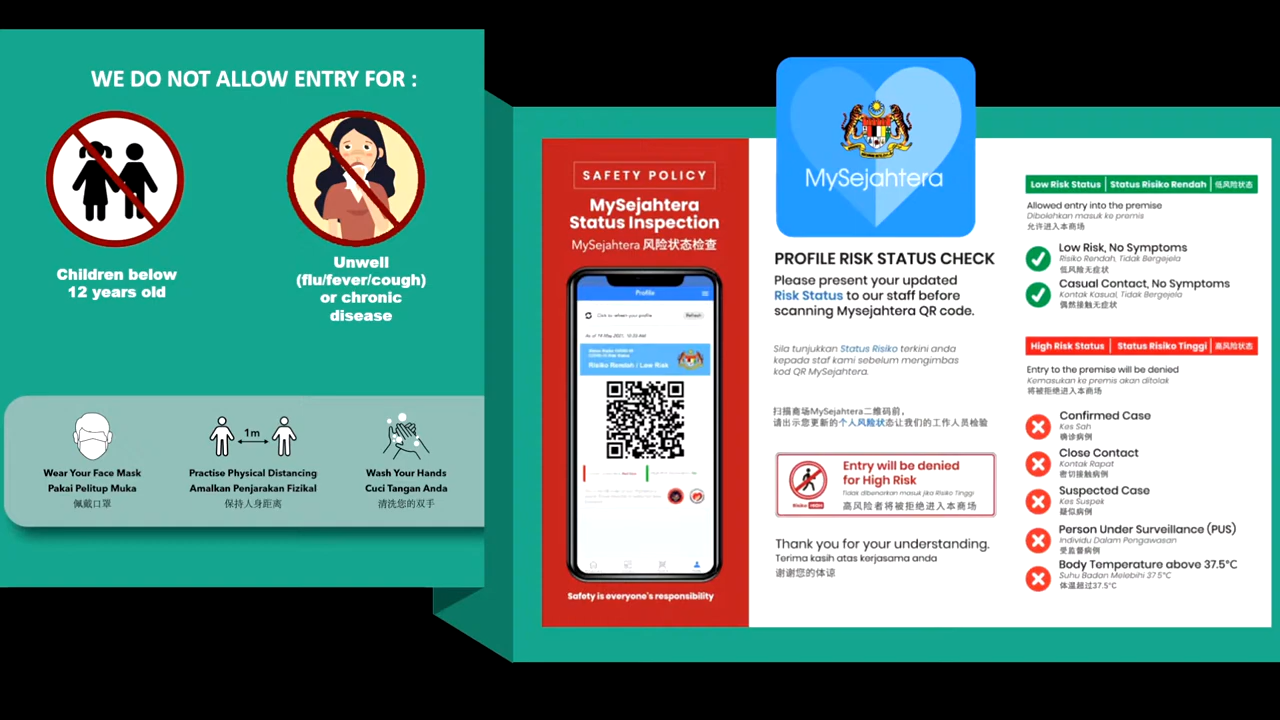 WE DO NOT ALLOW ENTRY FOR :
Children below
12 years old
Unwell
(flu/fever/cough)
or chronic
disease
1m
Wear Your Face Mask
Pakai Pelitup Muka
佩戴口罩
Practise Physical Distancing
Amalkan Penjarakan Fizikal
保持人身距离
Wash Your Hands
Cuci Tangan Anda
清洗您的双手
SAFETY POLICY
MySejahtera
Status Inspection
MySejahtera 风险状态检查
Profile
Click to refresh your profile
Refresh
Risiko Rendah / Low Risk
Safety is everyone's responsibility
MySejahtera
PROFILE RISK STATUS CHECK
Please present your updated
Risk Status to our staff before
scanning Mysejahtera QR code.
Sila tunjukkan Status Risiko terkini anda
kepada staf kami sebelum mengimbas
kod QR MySejahtera.
扫描商场MySejahtera二维码前，
请出示您更新的个人风险状态让我们的工作人员检验
Risiko HIGH
Entry will be denied
for High Risk
Tidak dibenarkan masuk jika Risiko Tinggi
高风险者将被拒绝进入本商场
Thank you for your understanding.
Terima kasih atas kerjasama anda
谢谢您的体谅
Low Risk Status | Status Risiko Rendah | 低风险状态
Allowed entry into the premise
Dibolehkan masuk ke premis
允许进入本商场
Low Risk, No Symptoms
Risiko Rendah, Tidak Bergejela
低风险无症状
Casual Contact, No Symptoms
Kontak Kasual, Tidak Bergejela
偶然接触无症状
High Risk Status | Status Risiko Tinggi | 高风险状态
Entry to the premise will be denied
Kemasukan ke premis akan ditolak
将被拒绝进入本商场
Confirmed Case
Kes Sah
确诊病例
Close Contact
Kontak Rapat
密切接触病例
Suspected Case
Kes Suspek
疑似病例
Person Under Surveillance (PUS)
Individu Dalam Pengawasan
受监督病例
Body Temperature above 37.5°C
Suhu Badan Melebihi 37.5°C
体温超过37.5°C